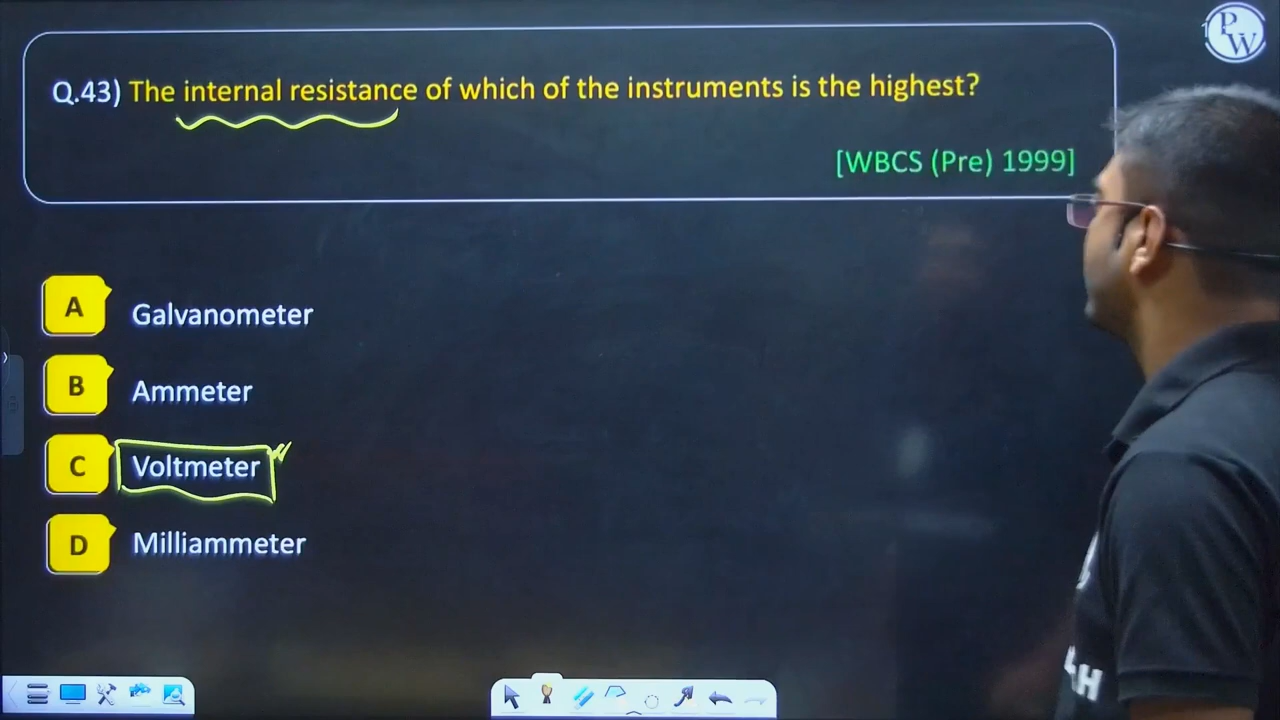 PW
Q.43) The internal resistance of which of the instruments is the highest?
[WBCS (Pre) 1999]
A Galvanometer
B Ammeter
C Voltmeter
D Milliammeter